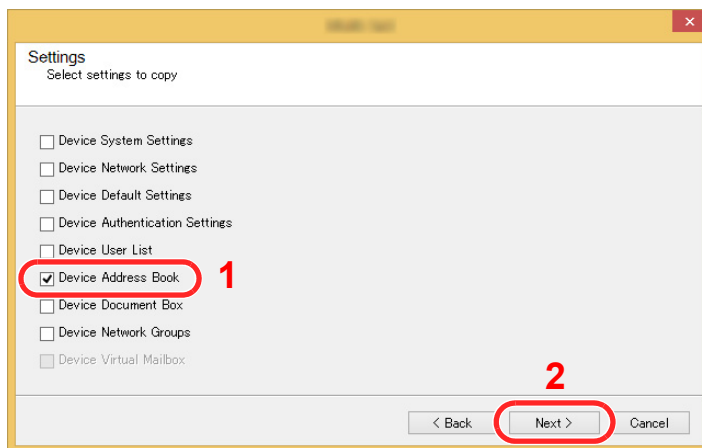 Settings
Select settings to copy
Device System Settings
Device Network Settings
Device Default Settings
Device Authentication Settings
Device User List
Device Address Book 1
Device Document Box
Device Network Groups
Device Virtual Mailbox
2
< Back Next > Cancel